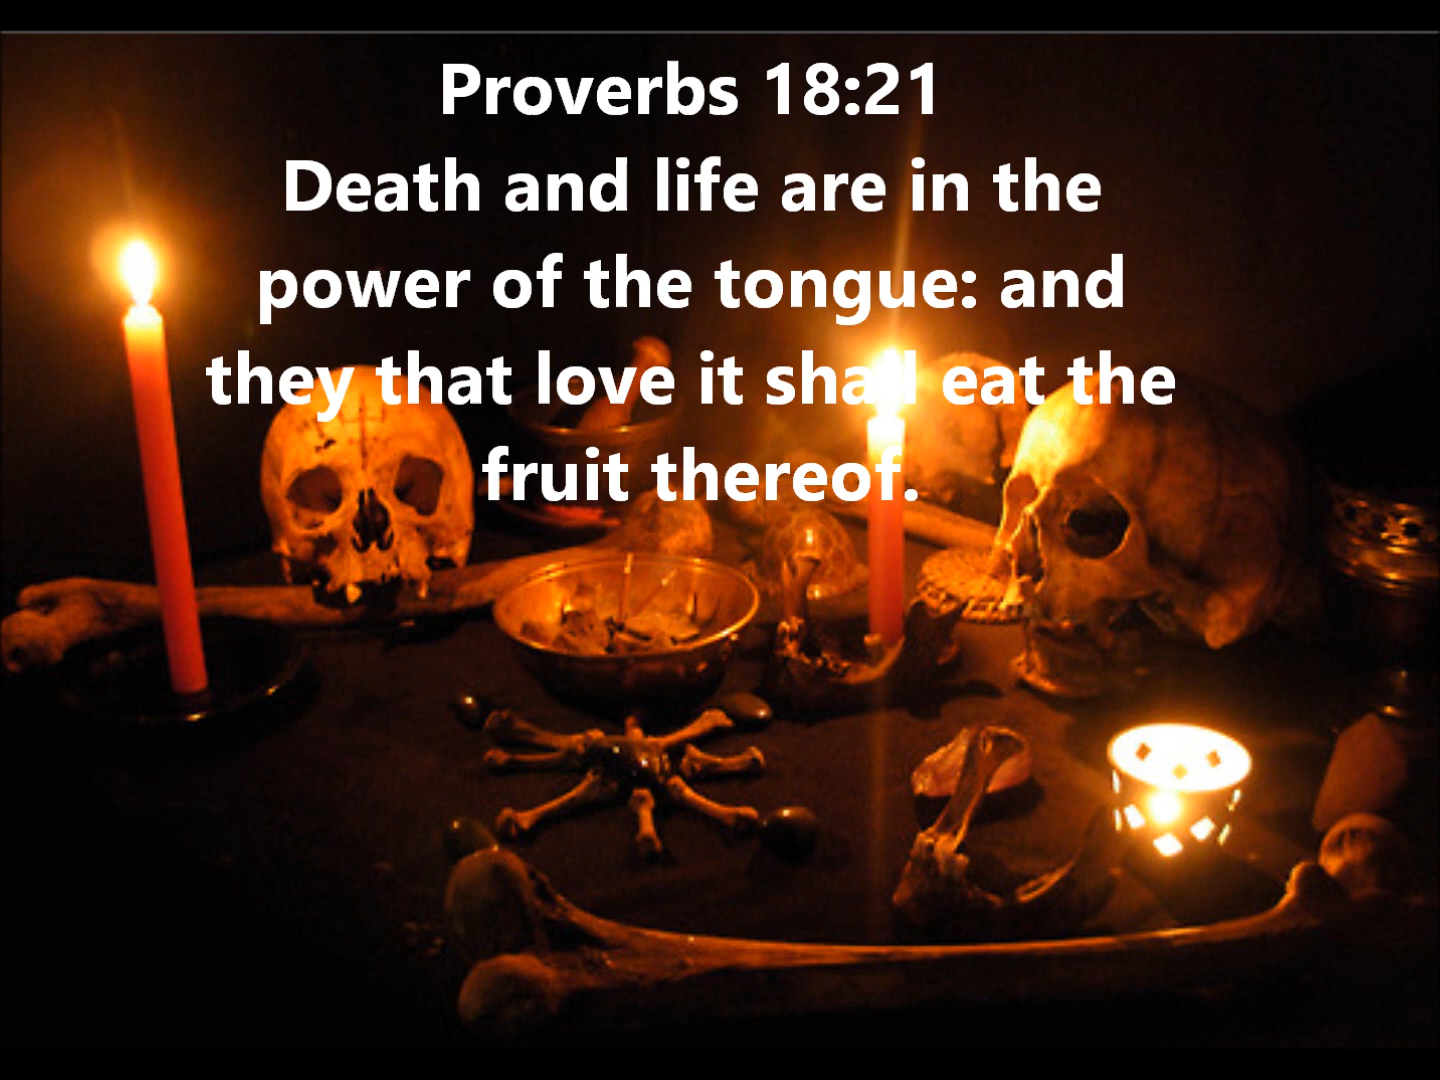 Proverbs 18:21
Death and life are in the
power of the tongue: and
they that love it shall eat the
fruit thereof.